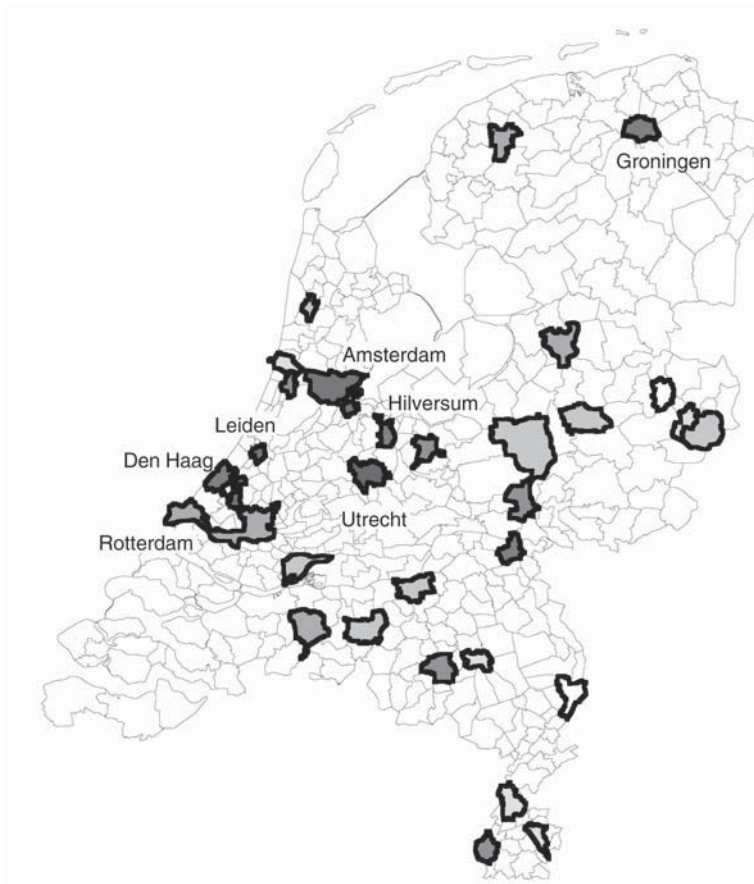 Groningen
Amsterdam
Hilversum
Leiden
Den Haag
Utrecht
Rotterdam